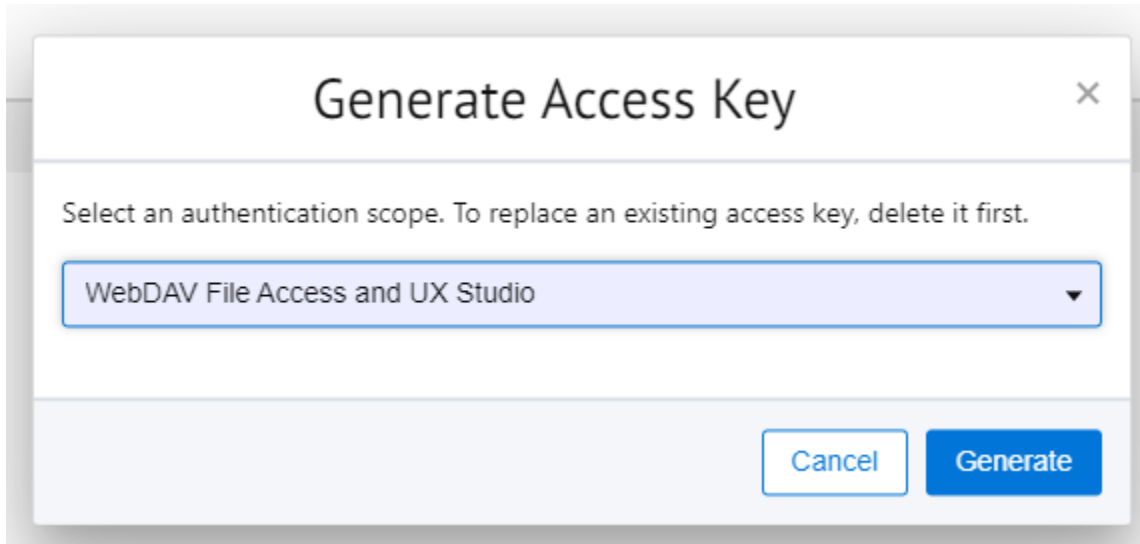 Generate Access Key
Select an authentication scope. To replace an existing access key, delete it first.
WebDAV File Access and UX Studio
Cancel
Generate